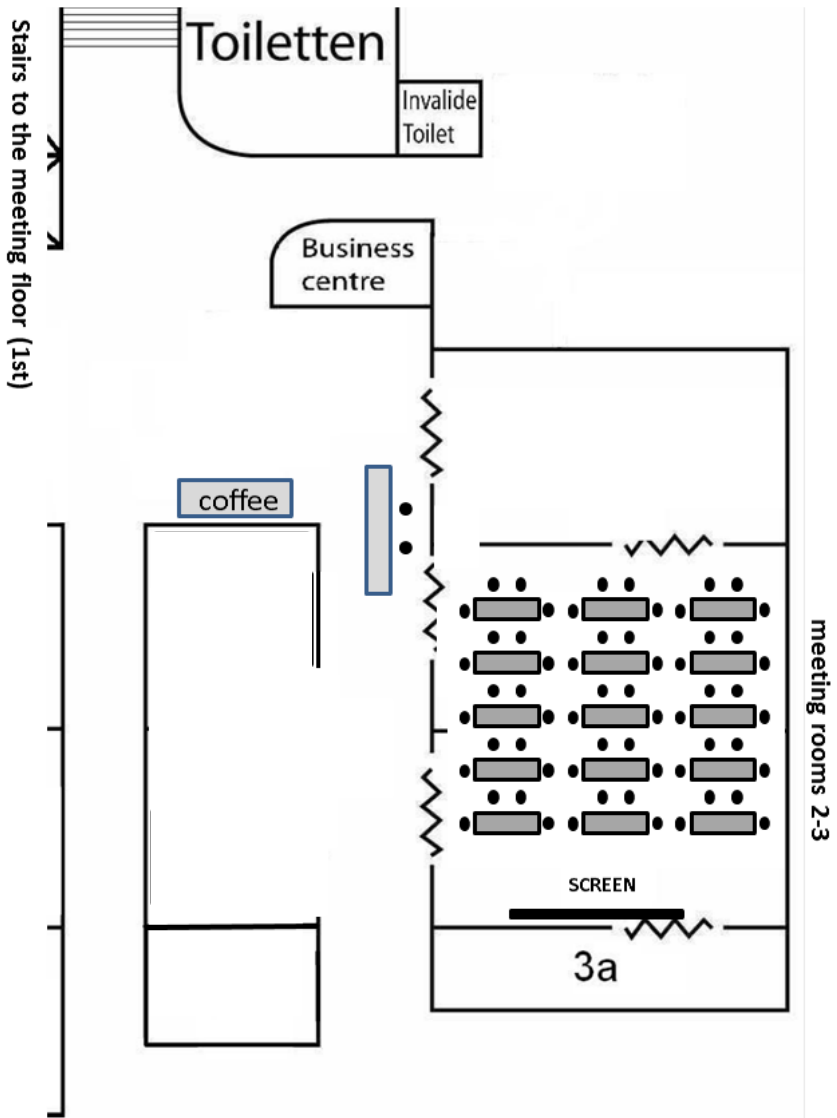 Stairs to the meeting floor (1st)
Toiletten
Invalide
Toilet
Business
centre
coffee
meeting rooms 2-3
SCREEN
3a